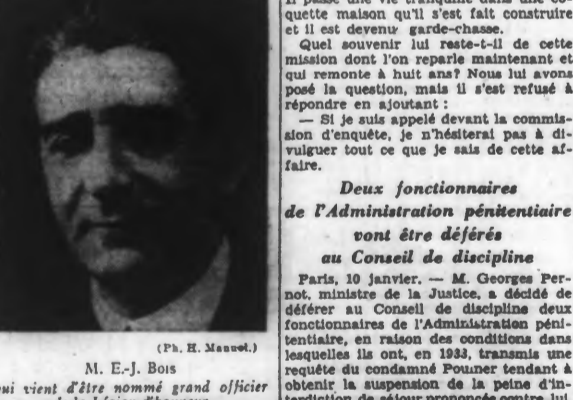 (Ph. H. Manuel.)
M. E.-J. Bois
qui vient d'être nommé grand officier
Il passe une vie tranquille dans une co-
quette maison qu'il s'est fait construire
et il est devenu garde-chasse.
Quel souvenir lui reste-t-il de cette
mission dont l'on reparle maintenant et
qui remonte à huit ans? Nous lui avons
posé la question, mais il s'est refusé à
répondre en ajoutant :
— Si je suis appelé devant la commis-
sion d'enquête, je n'hésiterai pas à di-
vulguer tout ce que je sais de cette af-
faire.
Deux fonctionnaires
de l'Administration pénitentiaire
vont être déférés
au Conseil de discipline
Paris, 10 janvier. — M. Georges Per-
not, ministre de la Justice, a décidé de
déférer au Conseil de discipline deux
fonctionnaires de l'Administration péni-
tentiaire, en raison des conditions dans
lesquelles ils ont, en 1933, transmis une
requête du condamné Pouner tendant à
obtenir la suspension de la peine d'in-
terdiction de séjour prononcée contre lui.